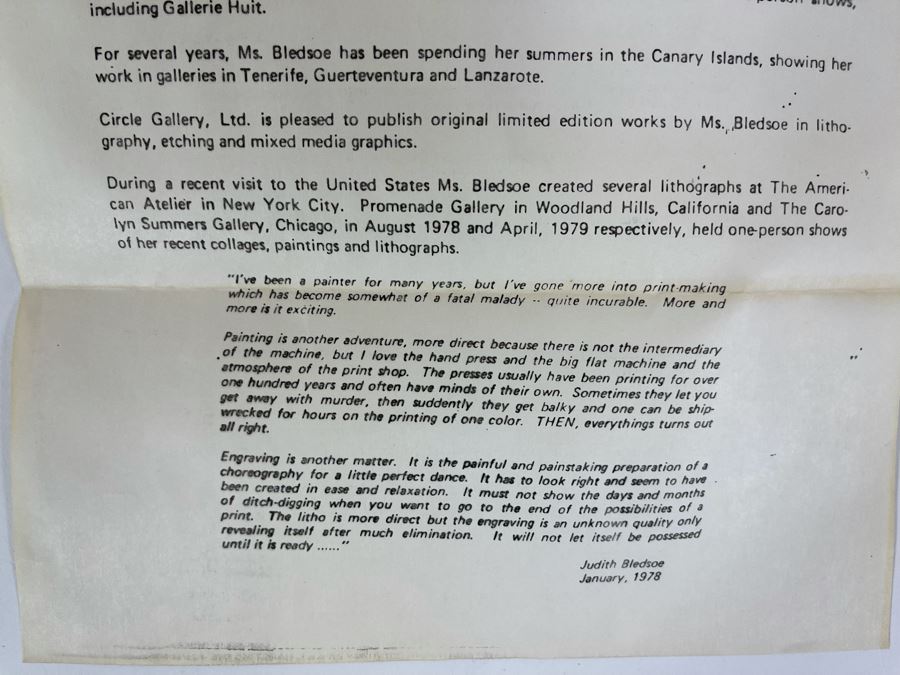 including Gallerie Huit.
For several years, Ms. Bledsoe has been spending her summers in the Canary Islands, showing her
work in galleries in Tenerife, Guerteventura and Lanzarote.
Circle Gallery, Ltd. is pleased to publish original limited edition works by Ms. Bledsoe in litho-
graphy, etching and mixed media graphics.
During a recent visit to the United States Ms. Bledsoe created several lithographs at The Ameri-
can Atelier in New York City. Promenade Gallery in Woodland Hills, California and The Caro-
lyn Summers Gallery, Chicago, in August 1978 and April, 1979 respectively, held one-person shows
of her recent collages, paintings and lithographs.
"I've been a painter for many years, but I've gone more into print-making
which has become somewhat of a fatal malady -- quite incurable. More and
more is it exciting.
Painting is another adventure, more direct because there is not the intermediary
of the machine, but I love the hand press and the big flat machine and the
atmosphere of the print shop. The presses usually have been printing for over
one hundred years and often have minds of their own. Sometimes they let you
get away with murder, then suddenly they get balky and one can be ship-
wrecked for hours on the printing of one color. THEN, everythings turns out
all right.
Engraving is another matter. It is the painful and painstaking preparation of a
choreography for a little perfect dance. It has to look right and seem to have
been created in ease and relaxation. It must not show the days and months
of ditch-digging when you want to go to the end of the possibilities of a
print. The litho is more direct but the engraving is an unknown quality only
revealing itself after much elimination. It will not let itself be possessed
until it is ready ......"
Judith Bledsoe
January, 1978